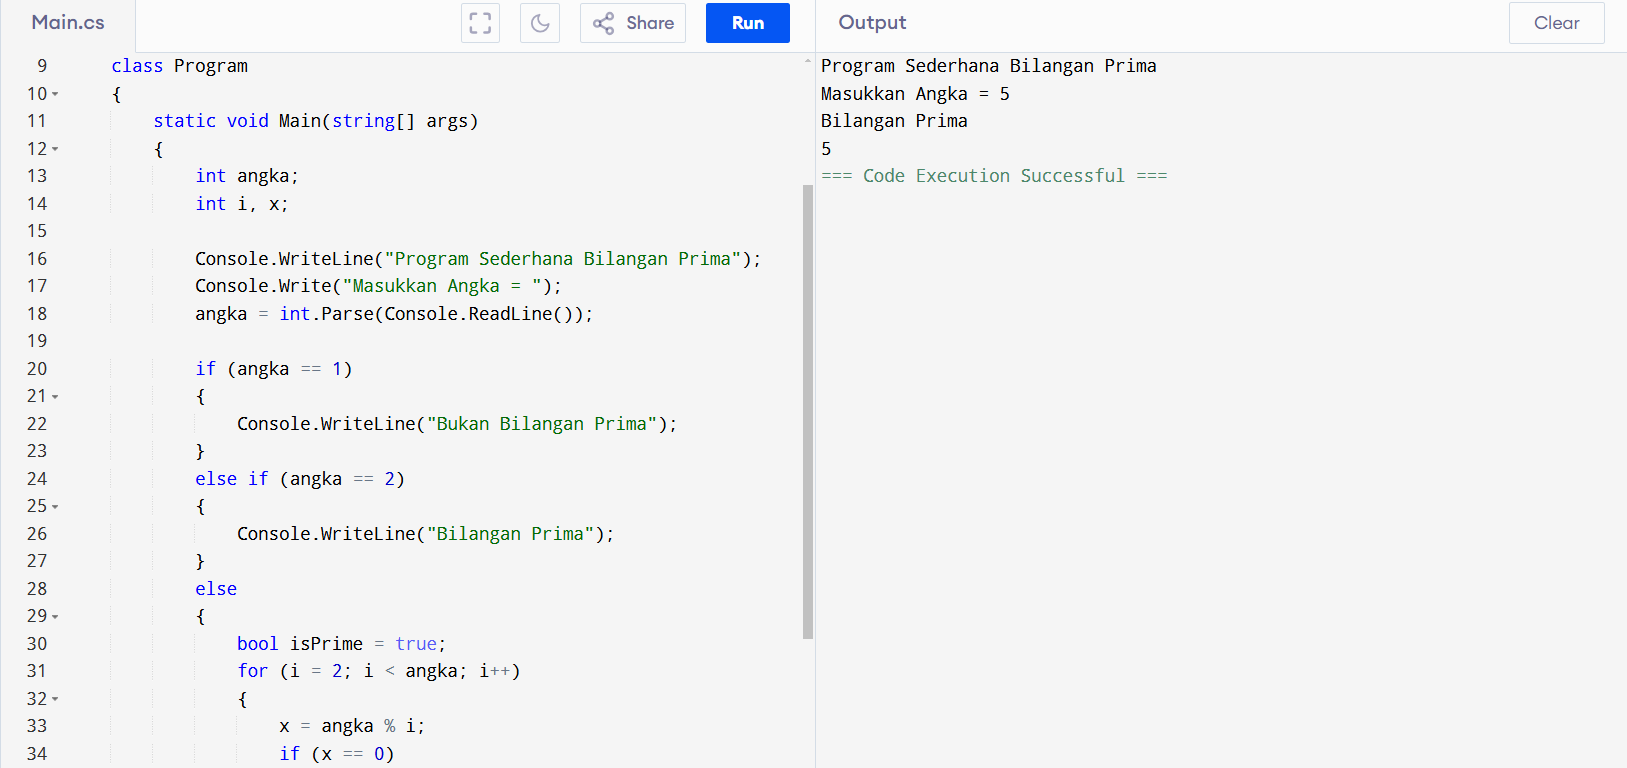 Main.cs
Share
Run
Output
Clear
9 class Program
10 {
11 static void Main(string[] args)
12 {
13 int angka;
14 int i, x;
15
16 Console.WriteLine("Program Sederhana Bilangan Prima");
17 Console.Write("Masukkan Angka = ");
18 angka = int.Parse(Console.ReadLine());
19
20 if (angka == 1)
21 {
22 Console.WriteLine("Bukan Bilangan Prima");
23 }
24 else if (angka == 2)
25 {
26 Console.WriteLine("Bilangan Prima");
27 }
28 else
29 {
30 bool isPrime = true;
31 for (i = 2; i < angka; i++)
32 {
33 x = angka % i;
34 if (x == 0)
Program Sederhana Bilangan Prima
Masukkan Angka = 5
Bilangan Prima
5
=== Code Execution Successful ===